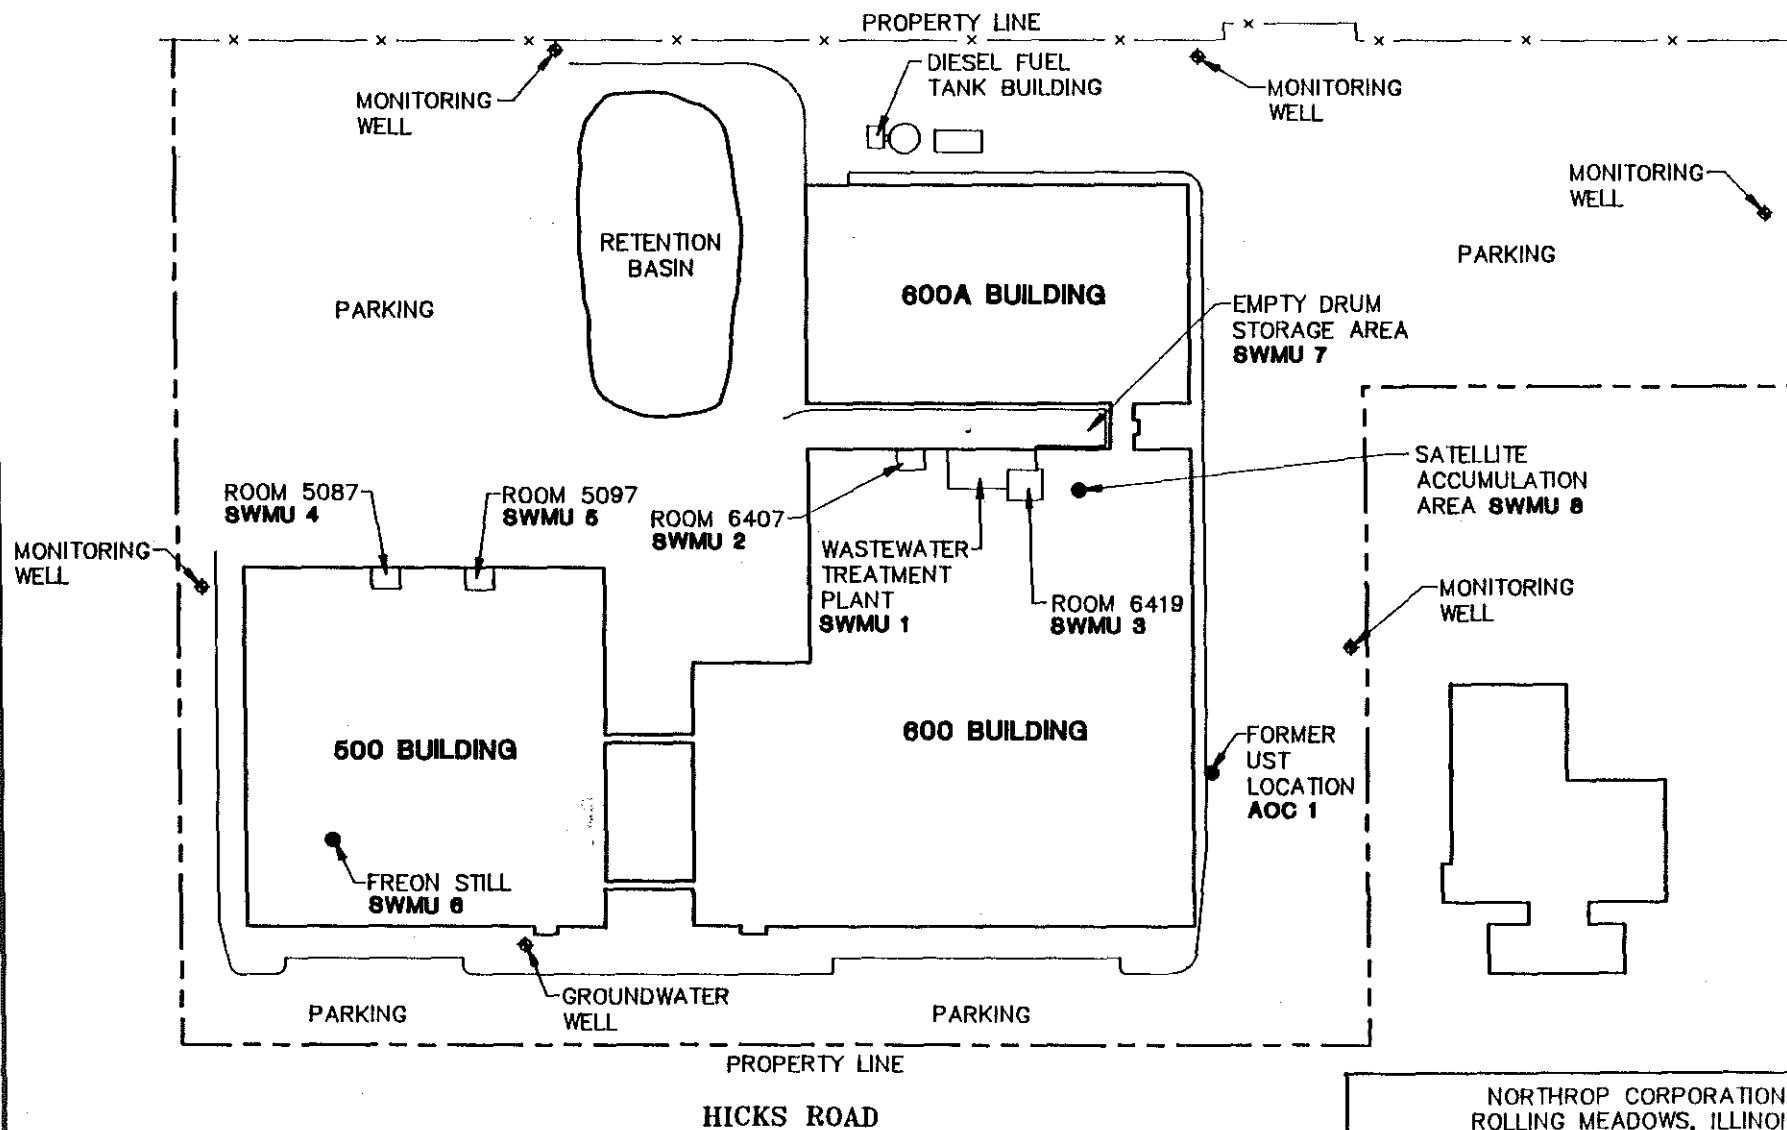 PROPERTY LINE
DIESEL FUEL
TANK BUILDING
MONITORING
WELL
MONITORING
WELL
MONITORING
WELL
RETENTION
BASIN
PARKING
PARKING
600A BUILDING
EMPTY DRUM
STORAGE AREA
SWMU 7
SATELLITE
ACCUMULATION
AREA SWMU 8
ROOM 5087
SWMU 4
ROOM 5097
SWMU 5
ROOM 6407
SWMU 2
MONITORING
WELL
WASTEWATER
TREATMENT
PLANT
SWMU 1
ROOM 6419
SWMU 3
MONITORING
WELL
500 BUILDING
600 BUILDING
FORMER
UST
LOCATION
AOC 1
FREON STILL
SWMU 6
GROUNDWATER
WELL
PARKING
PARKING
PROPERTY LINE
HICKS ROAD
NORTHROP CORPORATION
ROLLING MEADOWS, ILLINOI